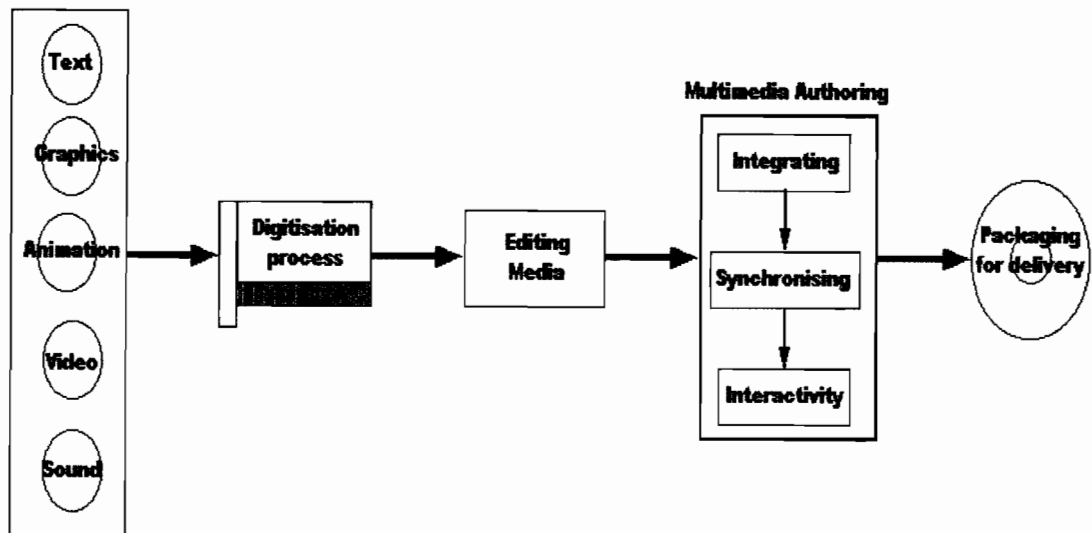 Text
Graphics
Animation
Video
Sound
Digitisation
process
Editing
Media
Multimedia Authoring
Integrating
Synchronising
Interactivity
Packaging
for delivery